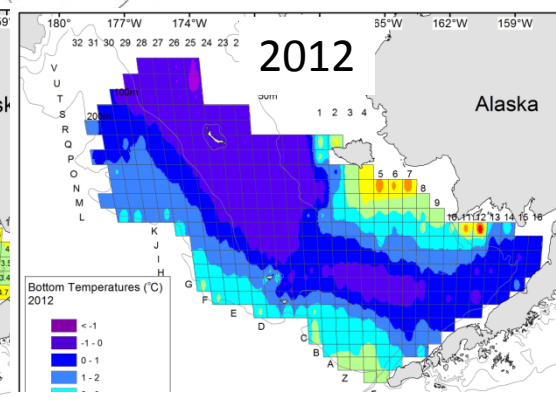 180°
177°W
174°W
55°W
162°W
159°W
32 31 30 29 28 27 26 25 24 23 2
2012
V
U
T
S
R
Q
P
O
N
M
L
K
J
I
H
G
F
E
D
C
B
A
Z
100m
200m
50m
1 2 3 4
5 6 7
8
9
10 11 12 13 14 15 16
Alaska
Bottom Temperatures (°C)
2012
< -1
-1 - 0
0 - 1
1 - 2